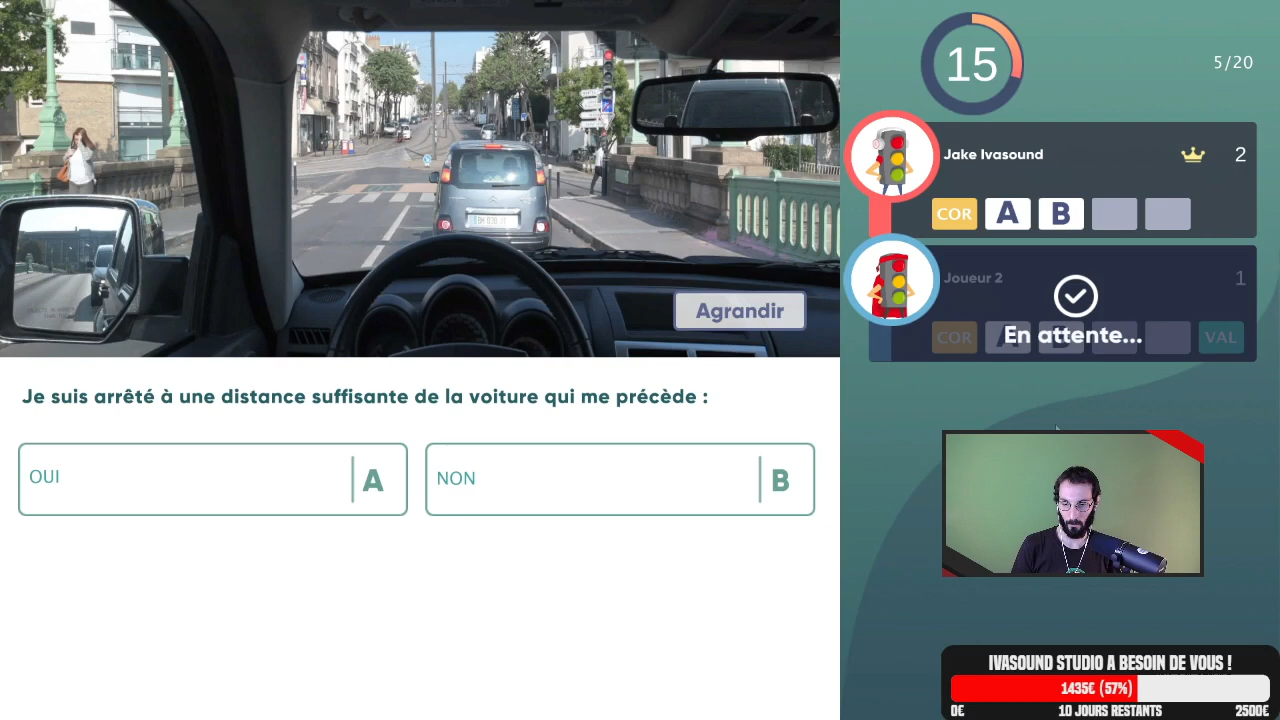 15
5/20
Jake Ivasound
2
COR
A
B
Joueur 2
1
En attente...
COR
A
B
VAL
Agrandir
Je suis arrêté à une distance suffisante de la voiture qui me précède :
OUI
A
NON
B
IVASOUND STUDIO A BESOIN DE VOUS !
1435€ (57%)
0€
10 JOURS RESTANTS
2500€